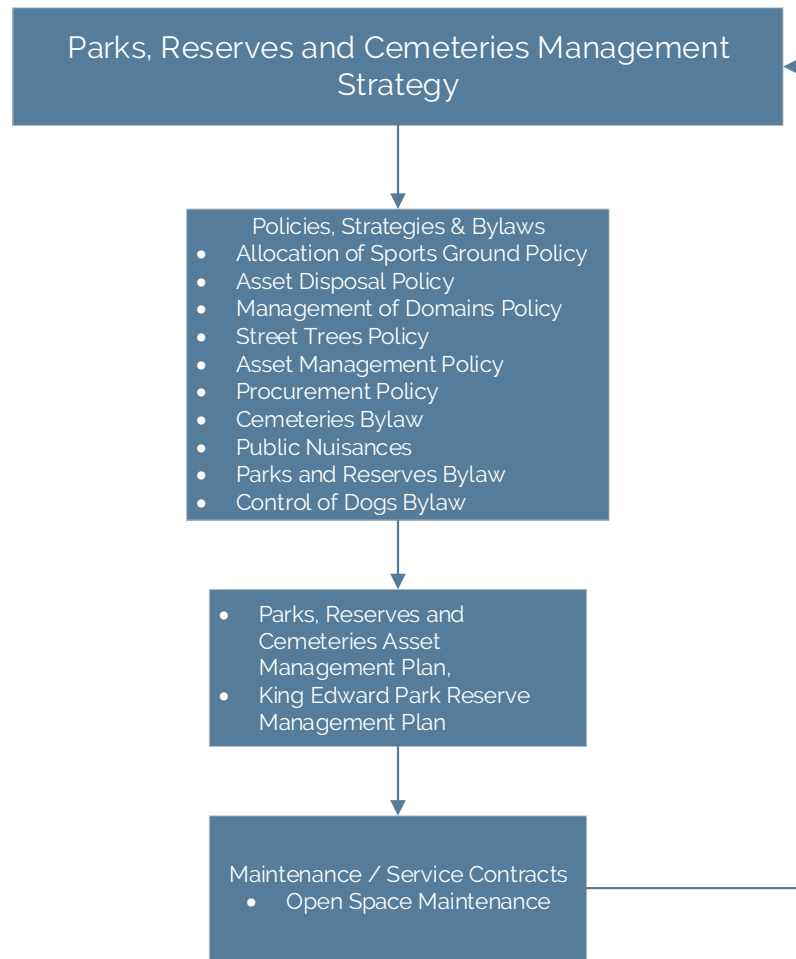 Parks, Reserves and Cemeteries Management
Strategy
Policies, Strategies & Bylaws
• Allocation of Sports Ground Policy
• Asset Disposal Policy
• Management of Domains Policy
• Street Trees Policy
• Asset Management Policy
• Procurement Policy
• Cemeteries Bylaw
• Public Nuisances
• Parks and Reserves Bylaw
• Control of Dogs Bylaw
• Parks, Reserves and
Cemeteries Asset
Management Plan,
• King Edward Park Reserve
Management Plan
Maintenance / Service Contracts
• Open Space Maintenance